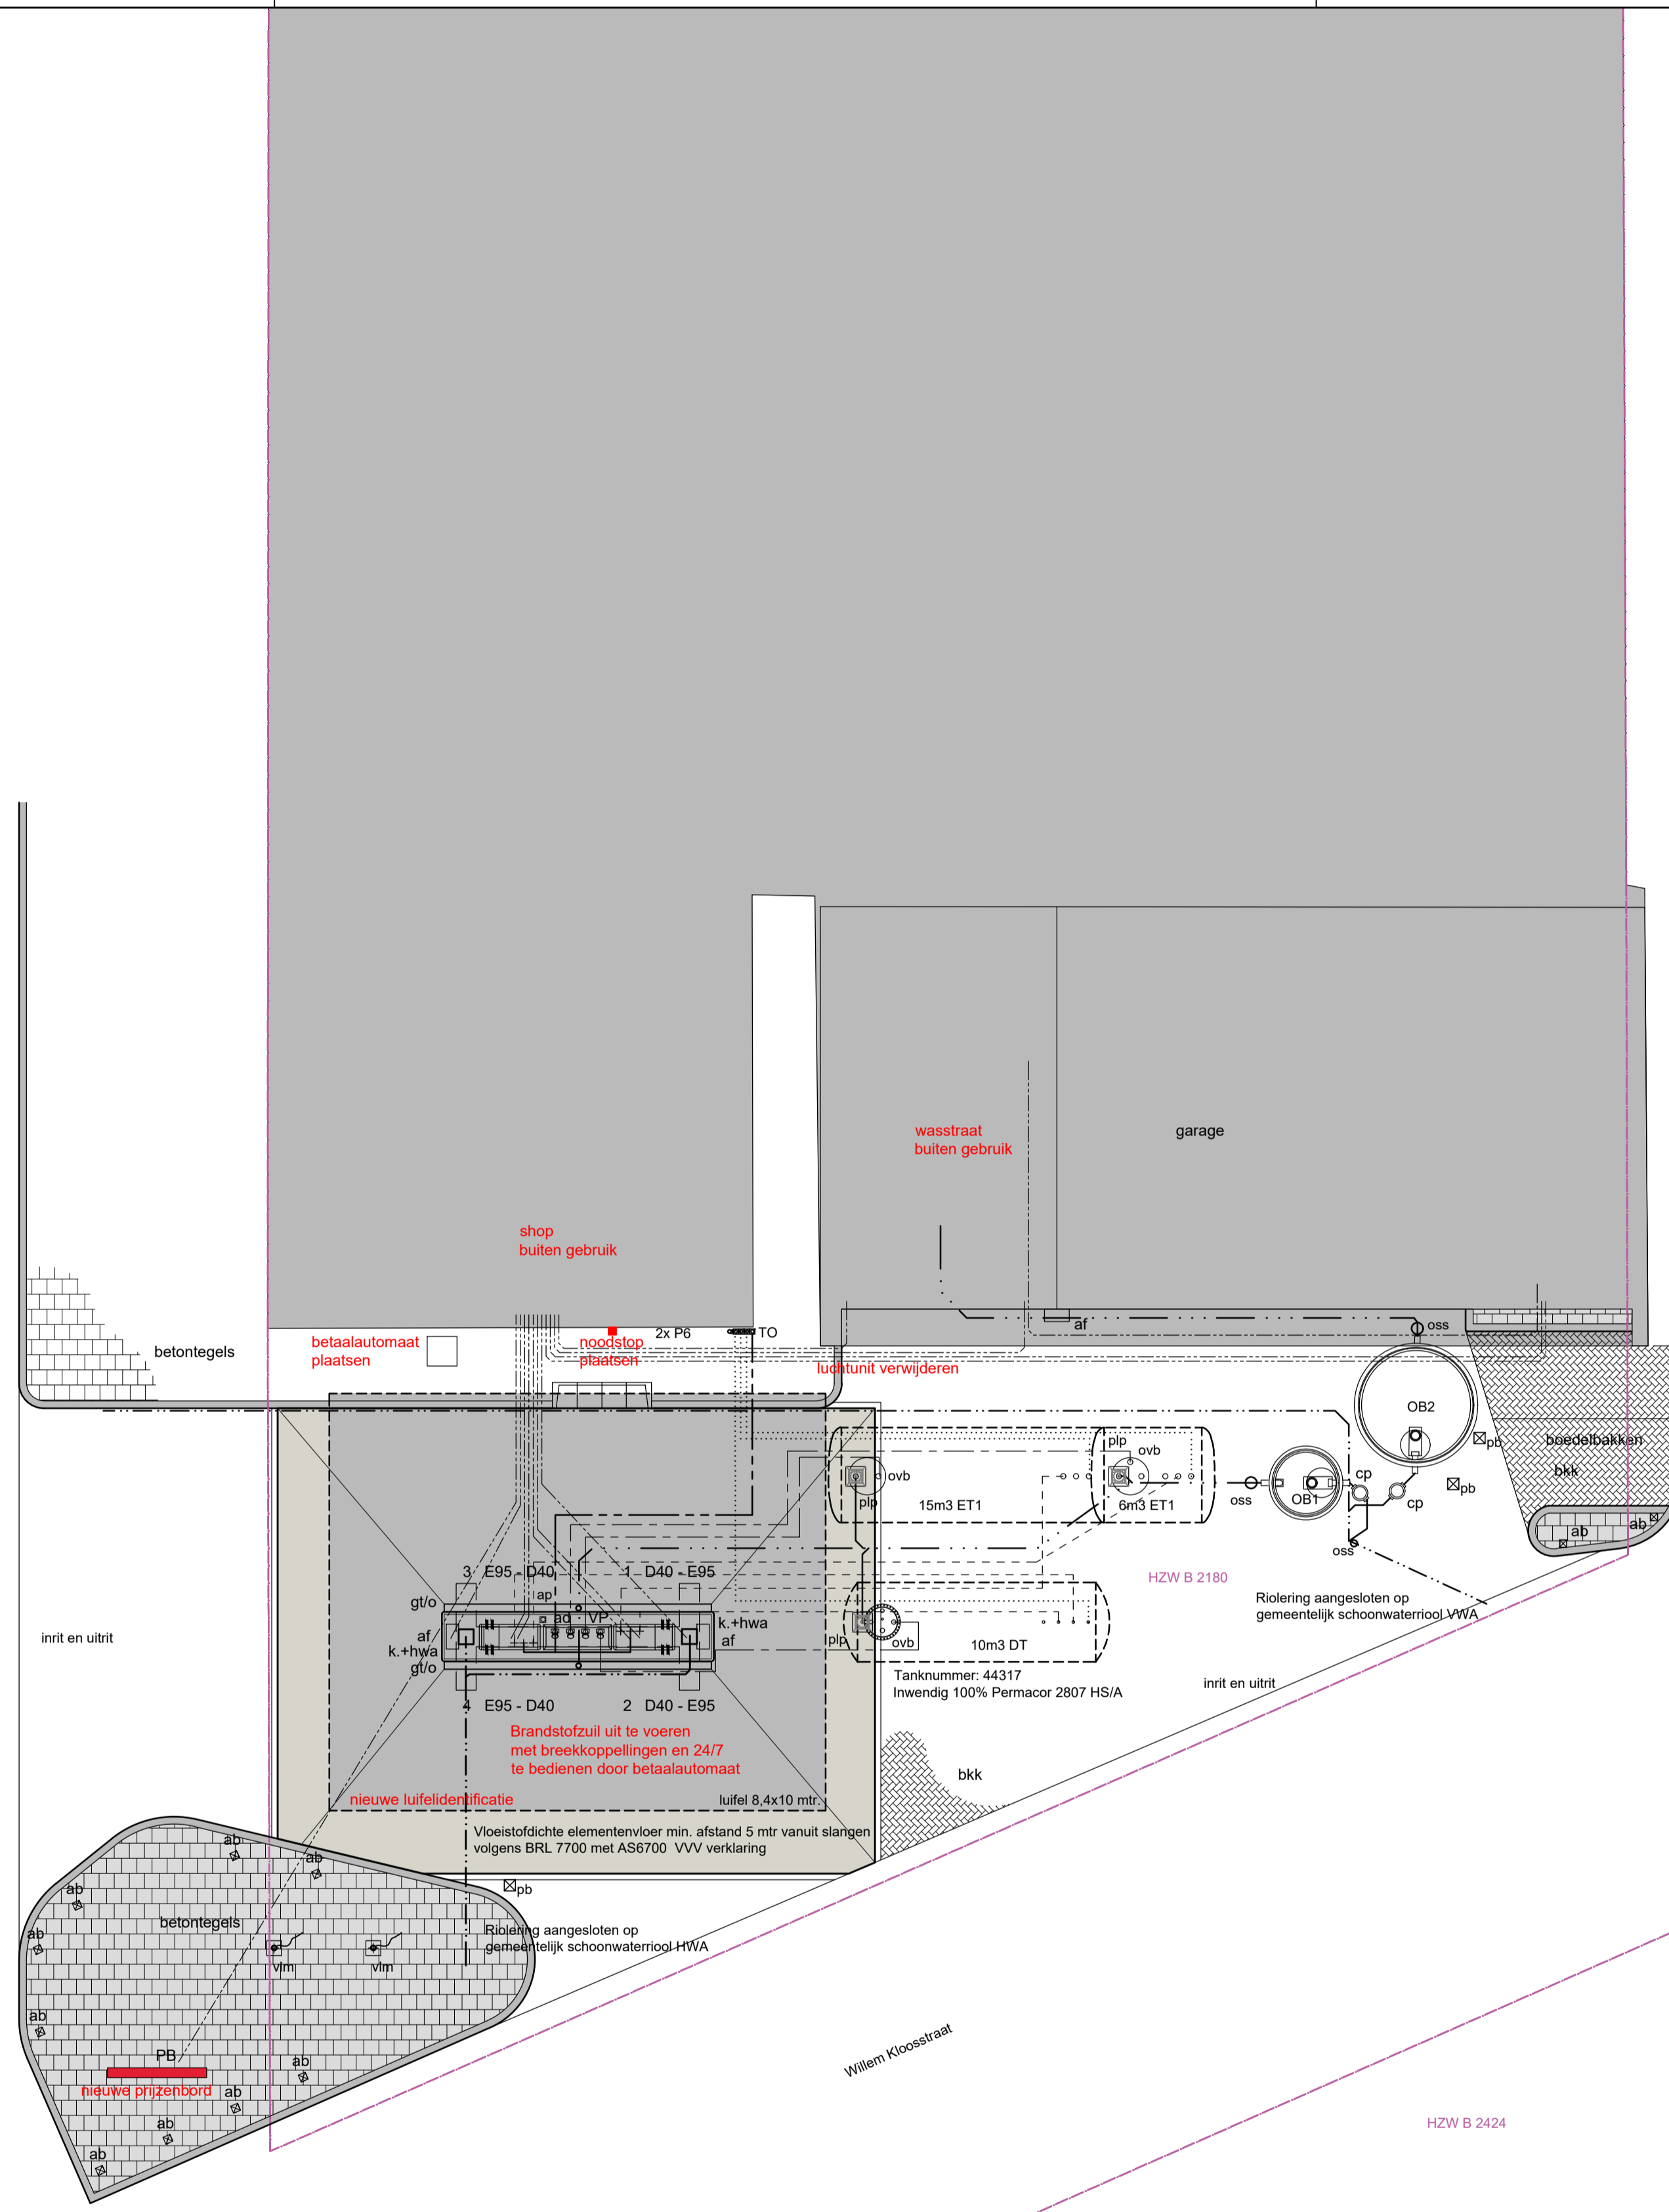 wasstraat
buiten gebruik
garage
shop
buiten gebruik
betaalautomaat
plaatsen
noodstop
plaatsen
2x P6
TO
af
oss
betontegels
luchtunit verwijderen
OB2
pb
boedelbakken
bkk
plp
ovb
ovb
plp
15m3 ET1
6m3 ET1
oss
OB1
cp
cp
pb
ab
ab
oss
3 E95 - D40
1 D40 - E95
HZW B 2180
gt/o
ap
ad
VP
k.+hwa
af
af
k.+hwa
gt/o
plp
ovb
10m3 DT
Riolering aangesloten op
gemeentelijk schoonwaterriool VWA
inrit en uitrit
Tanknummer: 44317
Inwendig 100% Permacor 2807 HS/A
inrit en uitrit
4 E95 - D40
2 D40 - E95
Brandstofzuil uit te voeren
met breekkoppellingen en 24/7
te bedienen door betaalautomaat
bkk
nieuwe luifelidentificatie
luifel 8,4x10 mtr.
Vloeistofdichte elementenvloer min. afstand 5 mtr vanuit slangen
volgens BRL 7700 met AS6700 VVV verklaring
ab
ab
ab
pb
betontegels
ab
Riolering aangesloten op
gemeentelijk schoonwaterriool HWA
vlm
vlm
ab
PB
ab
nieuwe prijzenbord
ab
ab
ab
Willem Kloosstraat
HZW B 2424